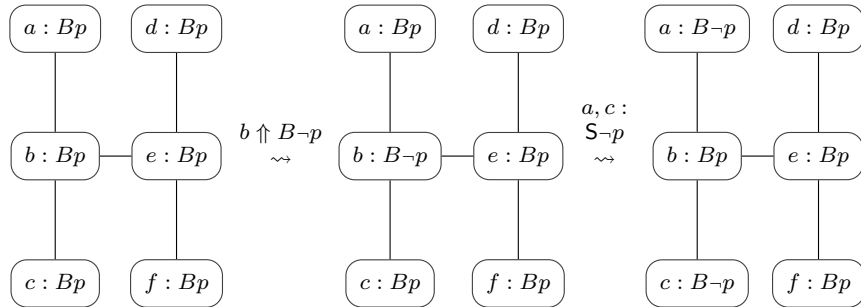 a : Bp d : Bp a : Bp d : Bp a : B¬p d : Bp
b ⇑ B¬p a, c :
⇝ S¬p
⇝
b : Bp e : Bp b : B¬p e : Bp b : Bp e : Bp
c : Bp f : Bp c : Bp f : Bp c : B¬p f : Bp